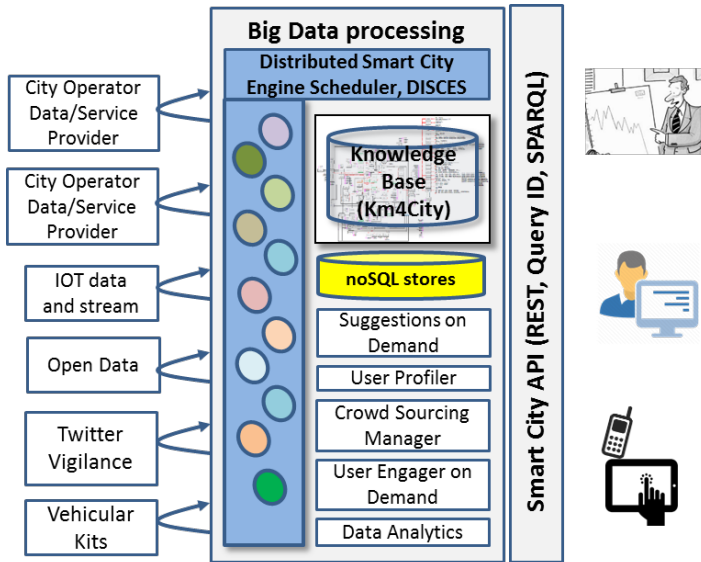 Big Data processing
Distributed Smart City
Engine Scheduler, DISCES
City Operator
Data/Service
Provider
City Operator
Data/Service
Provider
IOT data
and stream
Open Data
Twitter
Vigilance
Vehicular
Kits
Knowledge
Base
(Km4City)
noSQL stores
Suggestions on
Demand
User Profiler
Crowd Sourcing
Manager
User Engager on
Demand
Data Analytics
Smart City API (REST, Query ID, SPARQL)